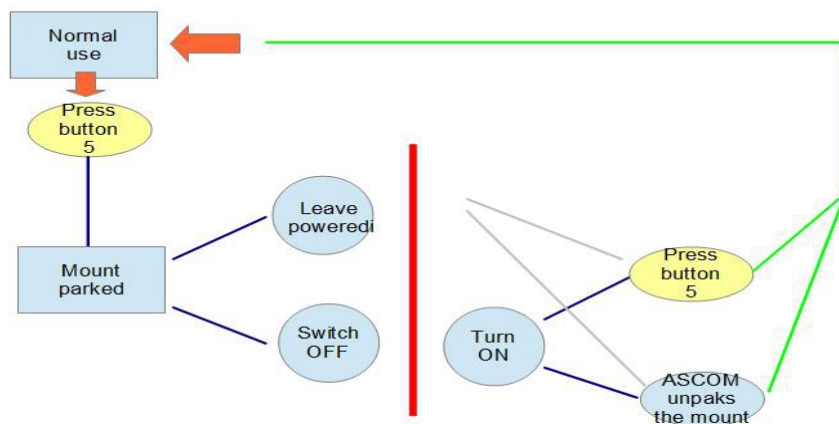 Normal
use
Press
button
5
Mount
parked
Leave
poweredi
Switch
OFF
Turn
ON
Press
button
5
ASCOM
unpaks
the mount